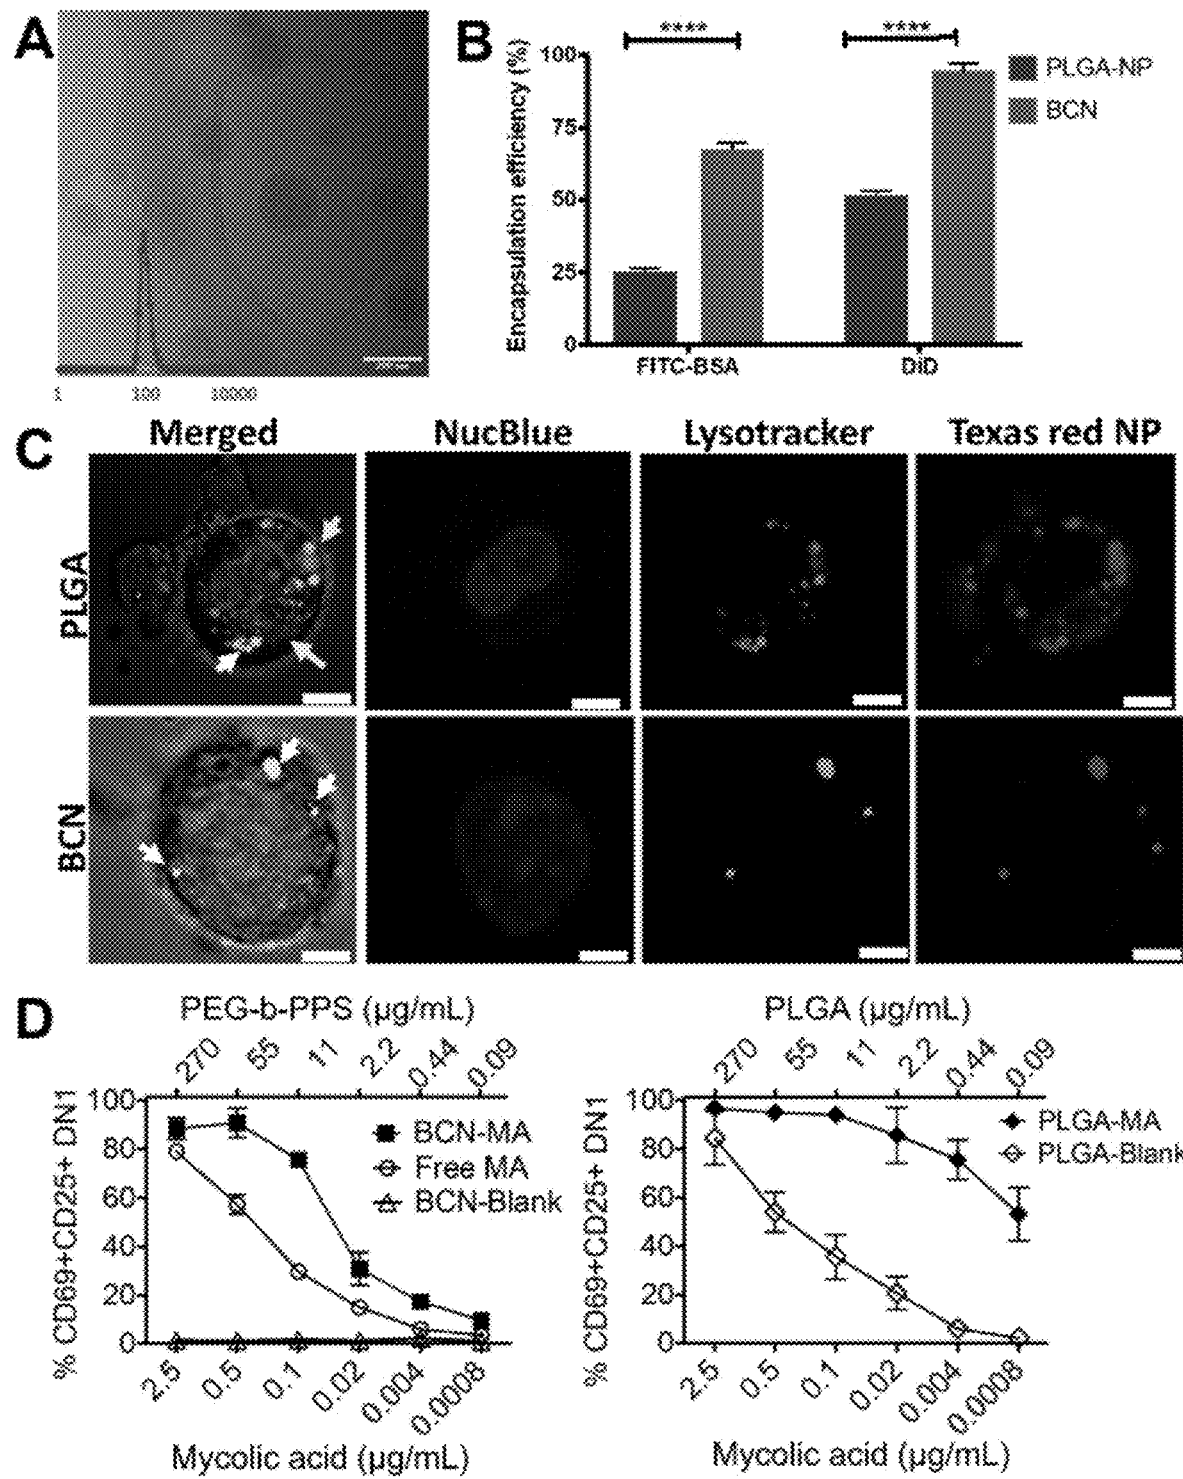 A
1 100 10000
B
****
****
Encapsulation efficiency (%)
100
75
50
25
0
FITC-BSA
DiD
PLGA-NP
BCN
C
Merged NucBlue Lysotracker Texas red NP
PLGA
BCN
D
PEG-b-PPS (µg/mL)
270 55 11 2.2 0.44 0.09
% CD69+CD25+ DN1
100
80
60
40
20
0
BCN-MA
Free MA
BCN-Blank
2.5 0.5 0.1 0.02 0.004 0.0008
Mycolic acid (µg/mL)
PLGA (µg/mL)
270 55 11 2.2 0.44 0.09
% CD69+CD25+ DN1
100
80
60
40
20
0
PLGA-MA
PLGA-Blank
2.5 0.5 0.1 0.02 0.004 0.0008
Mycolic acid (µg/mL)